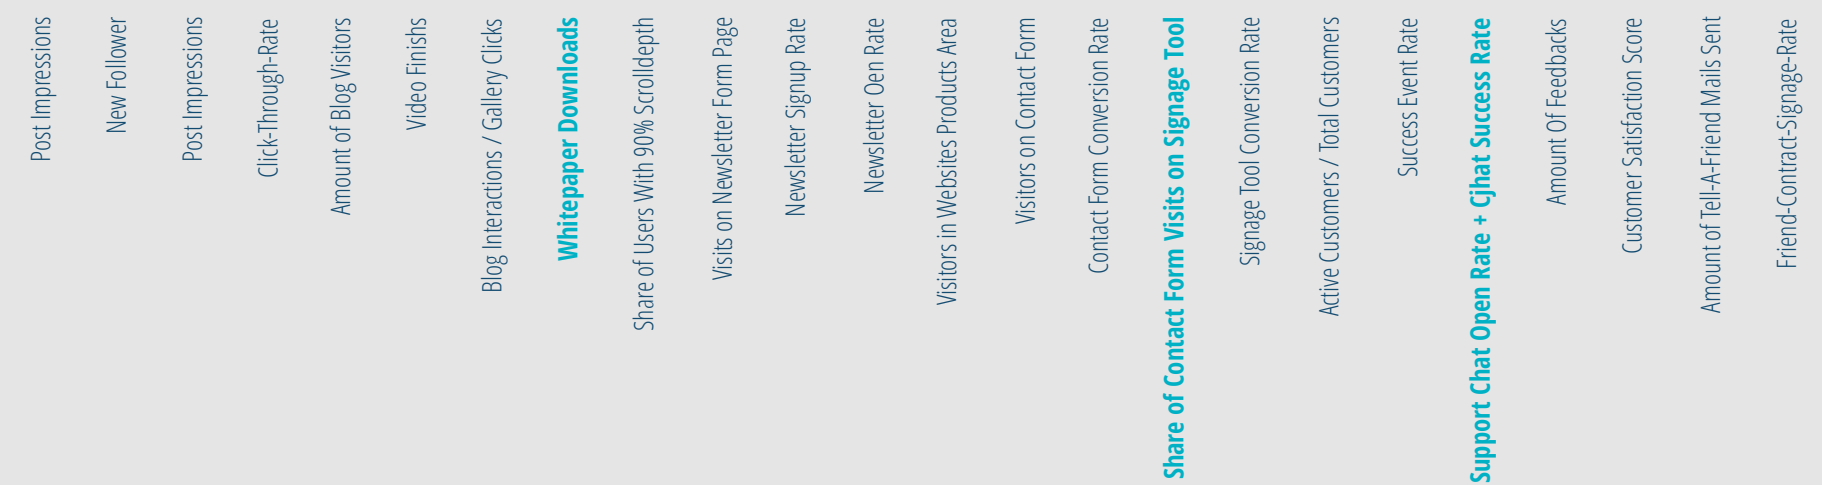 Post Impressions
New Follower
Post Impressions
Click-Through-Rate
Amount of Blog Visitors
Video Finishs
Blog Interactions / Gallery Clicks
Whitepaper Downloads
Share of Users With 90% Scrolldepth
Visits on Newsletter Form Page
Newsletter Signup Rate
Newsletter Oen Rate
Visitors in Websites Products Area
Visitors on Contact Form
Contact Form Conversion Rate
Share of Contact Form Visits on Signage Tool
Signage Tool Conversion Rate
Active Customers / Total Customers
Success Event Rate
Support Chat Open Rate + Cjhat Success Rate
Amount Of Feedbacks
Customer Satisfaction Score
Amount of Tell-A-Friend Mails Sent
Friend-Contract-Signage-Rate